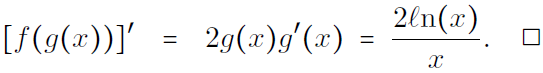 [f(g(x))]′ = 2g(x)g′(x) = 2ℓn(x)/x. □